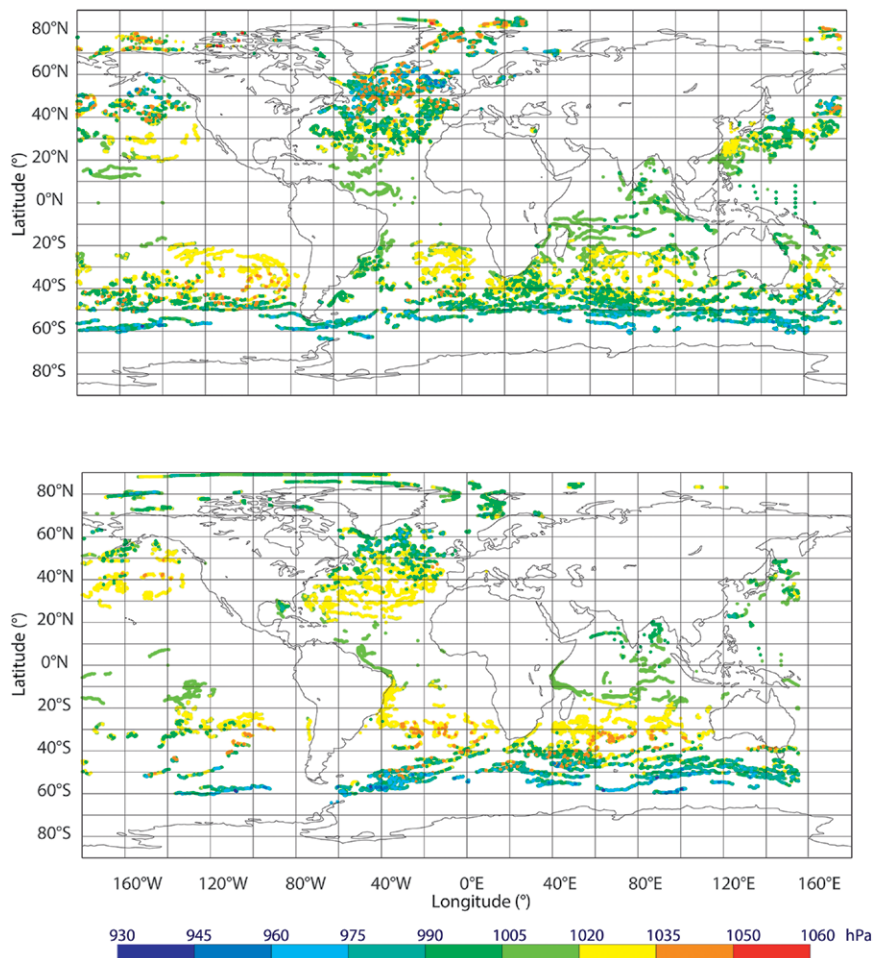 80°N
60°N
40°N
20°N
0°N
20°S
40°S
60°S
80°S
Latitude (°)
80°N
60°N
40°N
20°N
0°N
20°S
40°S
60°S
80°S
Latitude (°)
160°W 120°W 80°W 40°W 0°E 40°E 80°E 120°E 160°E
Longitude (°)
930 945 960 975 990 1005 1020 1035 1050 1060 hPa